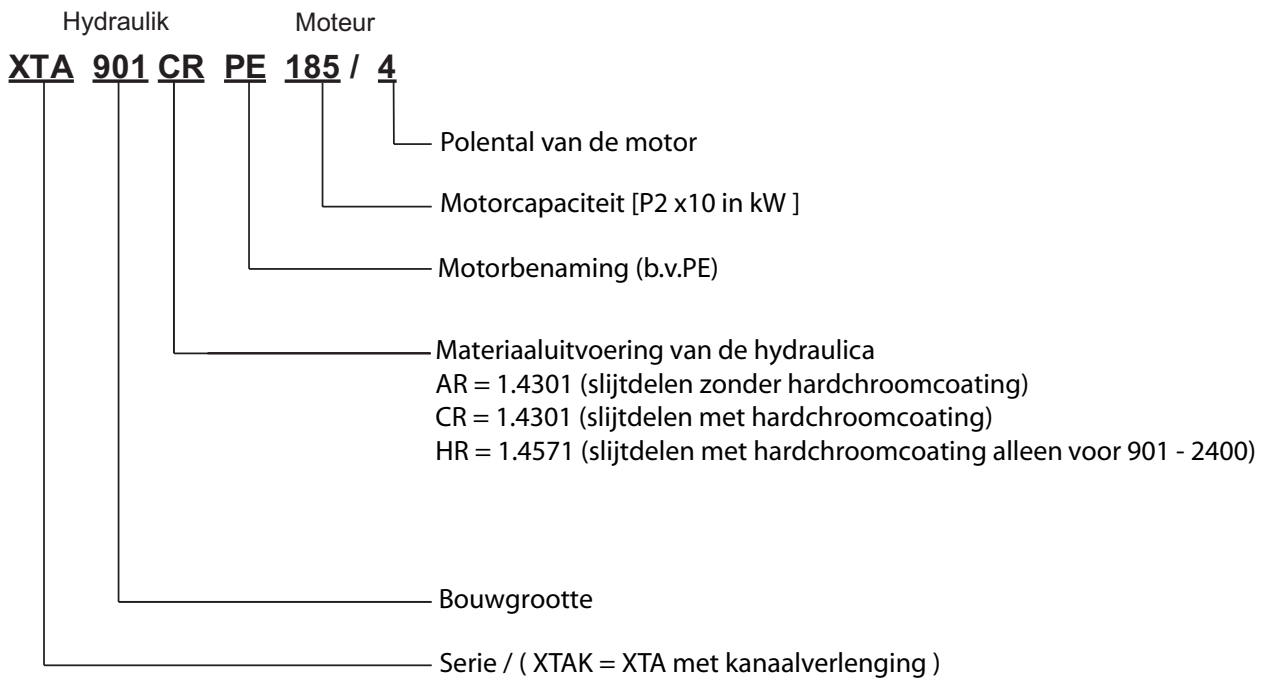 Hydraulik Moteur
XTA 901 CR PE 185 / 4
Polental van de motor
Motorcapaciteit [P2 x10 in kW ]
Motorbenaming (b.v.PE)
Materiaaluitvoering van de hydraulica
AR = 1.4301 (slijtdelen zonder hardchroomcoating)
CR = 1.4301 (slijtdelen met hardchroomcoating)
HR = 1.4571 (slijtdelen met hardchroomcoating alleen voor 901 - 2400)
Bouwgrootte
Serie / ( XTAK = XTA met kanaalverlenging )